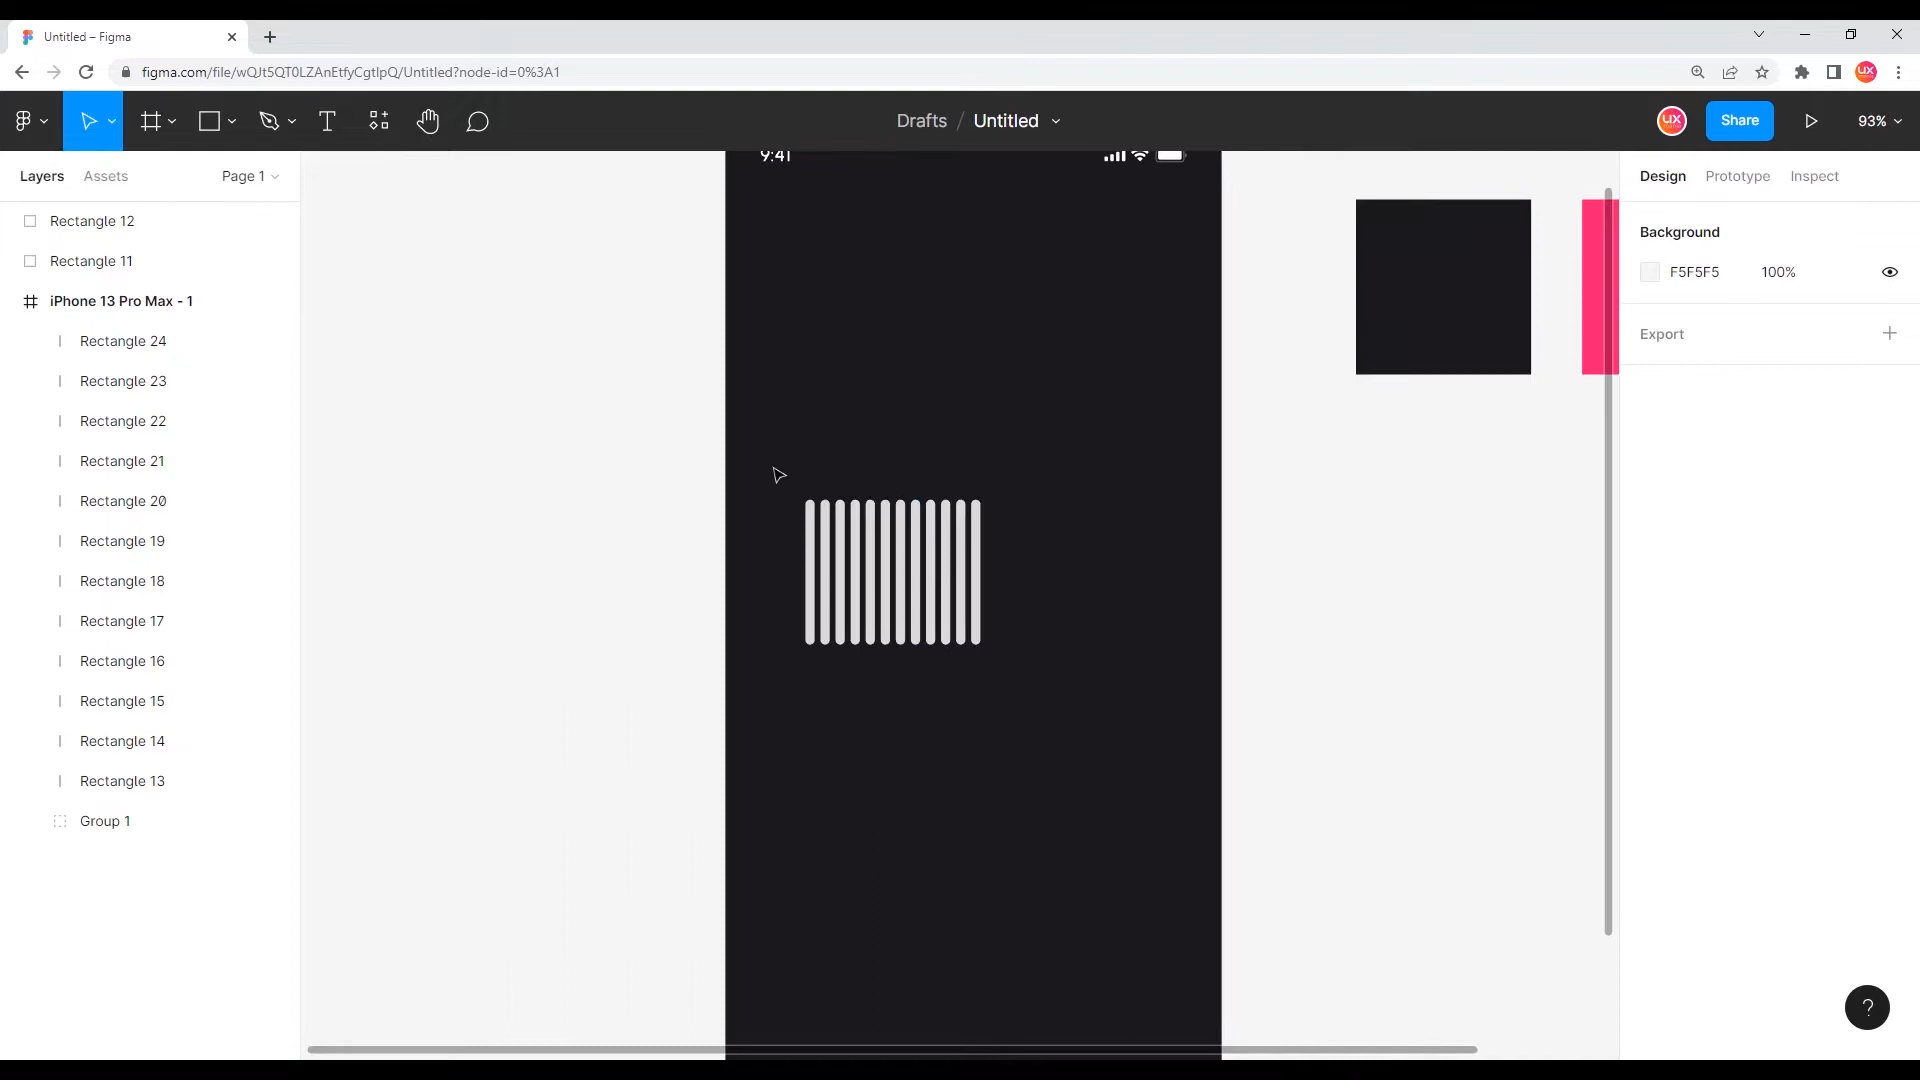 Untitled – Figma
figma.com/file/wQJt5QT0LZAnEtfyCgtIpQ/Untitled?node-id=0%3A1
Drafts / Untitled
UX
Share
93%
Layers
Assets
Page 1
Design
Prototype
Inspect
9:41
Rectangle 12
Rectangle 11
iPhone 13 Pro Max - 1
Rectangle 24
Rectangle 23
Rectangle 22
Rectangle 21
Rectangle 20
Rectangle 19
Rectangle 18
Rectangle 17
Rectangle 16
Rectangle 15
Rectangle 14
Rectangle 13
Group 1
Background
F5F5F5
100%
Export
?